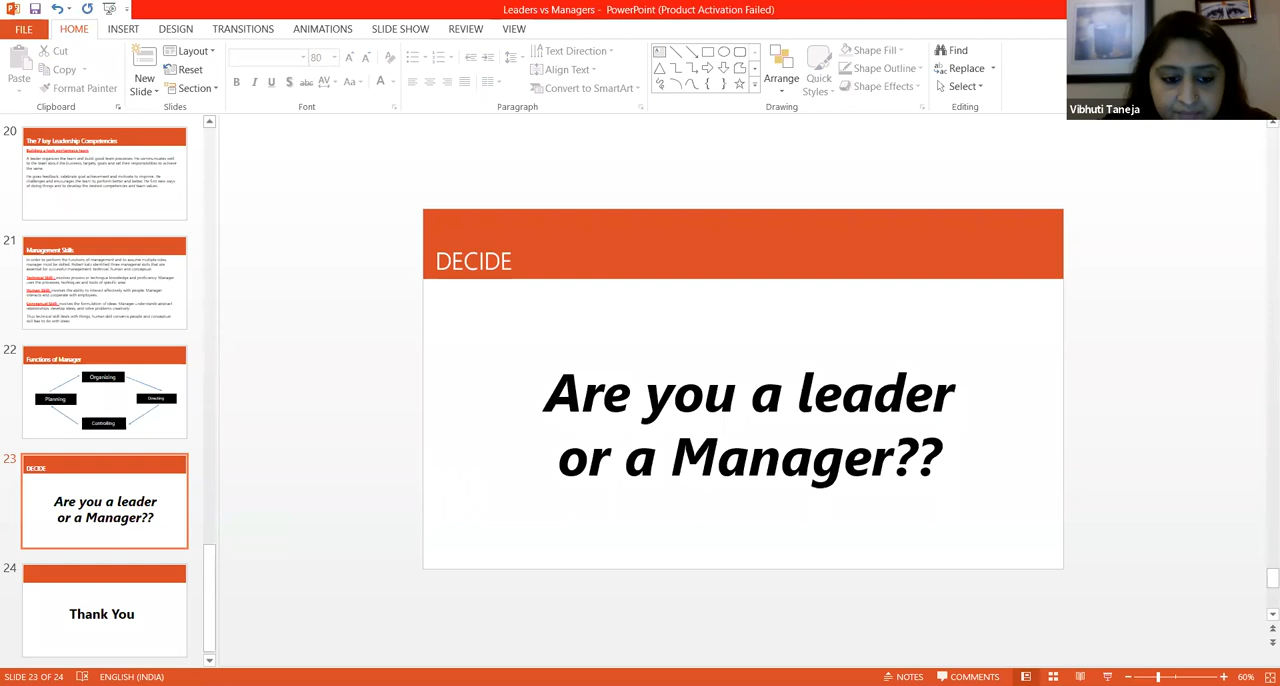 Leaders vs Managers - PowerPoint (Product Activation Failed)
FILE HOME INSERT DESIGN TRANSITIONS ANIMATIONS SLIDE SHOW REVIEW VIEW
Paste
Cut
Copy
Format Painter
Clipboard
New
Slide
Layout
Reset
Section
Slides
80
B I U S abc AV Aa A
Font
Text Direction
Align Text
Convert to SmartArt
Paragraph
Arrange
Quick
Styles
Shape Fill
Shape Outline
Shape Effects
Drawing
Find
Replace
Select
Editing
Vibhuti Taneja
20
The 7 key Leadership Competencies
21
Management Skills
22
Functions of Manager
Organizing
Planning
Directing
Controlling
23
DECIDE
Are you a leader
or a Manager??
24
Thank You
DECIDE
Are you a leader
or a Manager??
SLIDE 23 OF 24 ENGLISH (INDIA) NOTES COMMENTS 60%